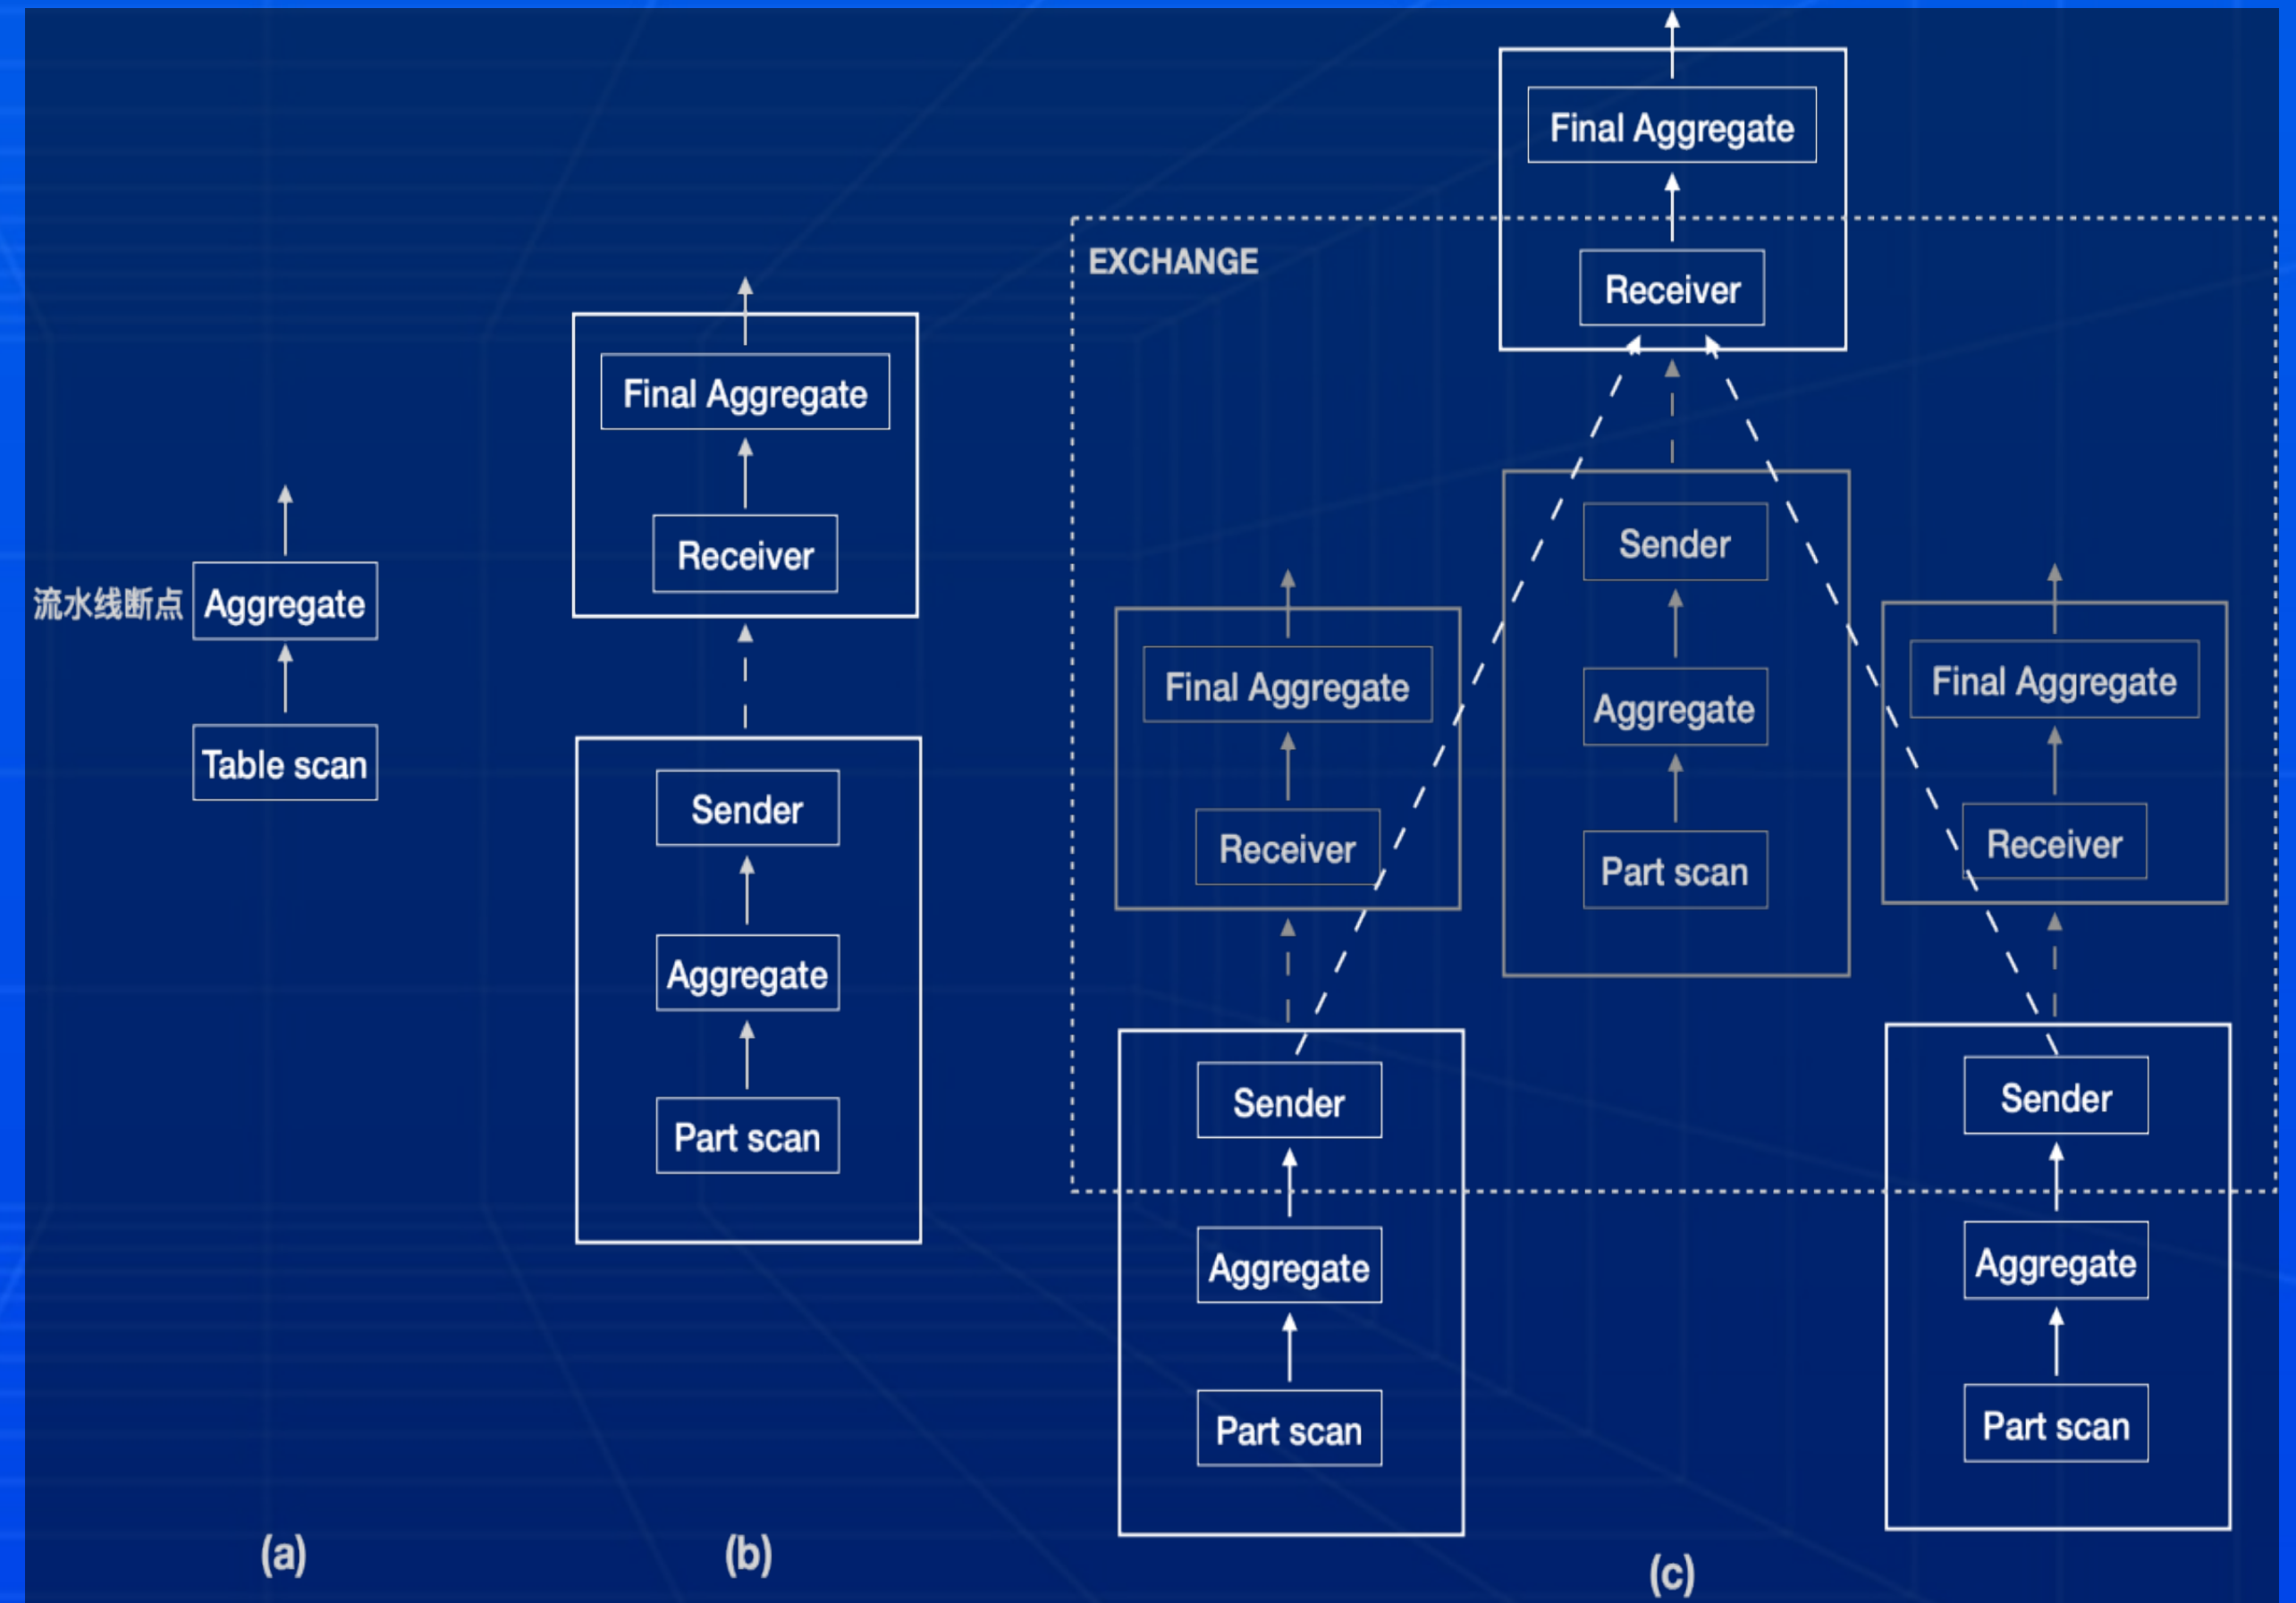 流水线断点
Aggregate
Table scan
(a)
Final Aggregate
Receiver
Sender
Aggregate
Part scan
(b)
EXCHANGE
Final Aggregate
Receiver
Final Aggregate
Receiver
Sender
Aggregate
Part scan
Sender
Aggregate
Part scan
Final Aggregate
Receiver
Sender
Aggregate
Part scan
(c)